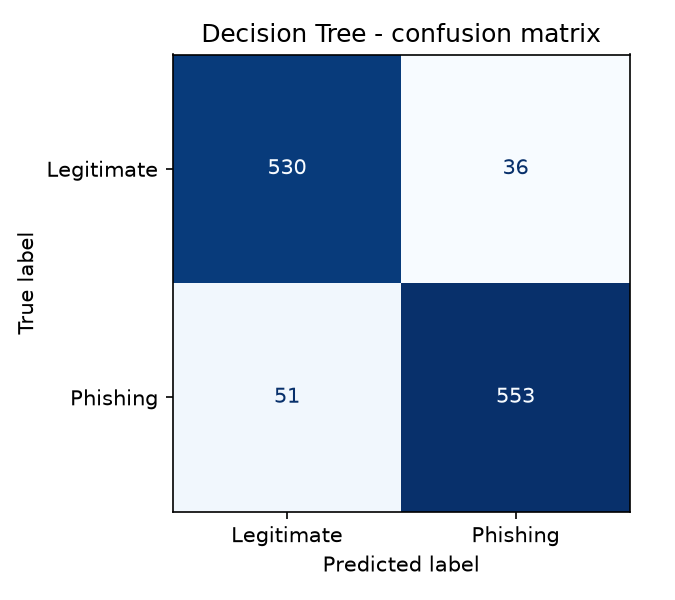 Decision Tree - confusion matrix
True label
Legitimate
530
36
Phishing
51
553
Legitimate
Phishing
Predicted label